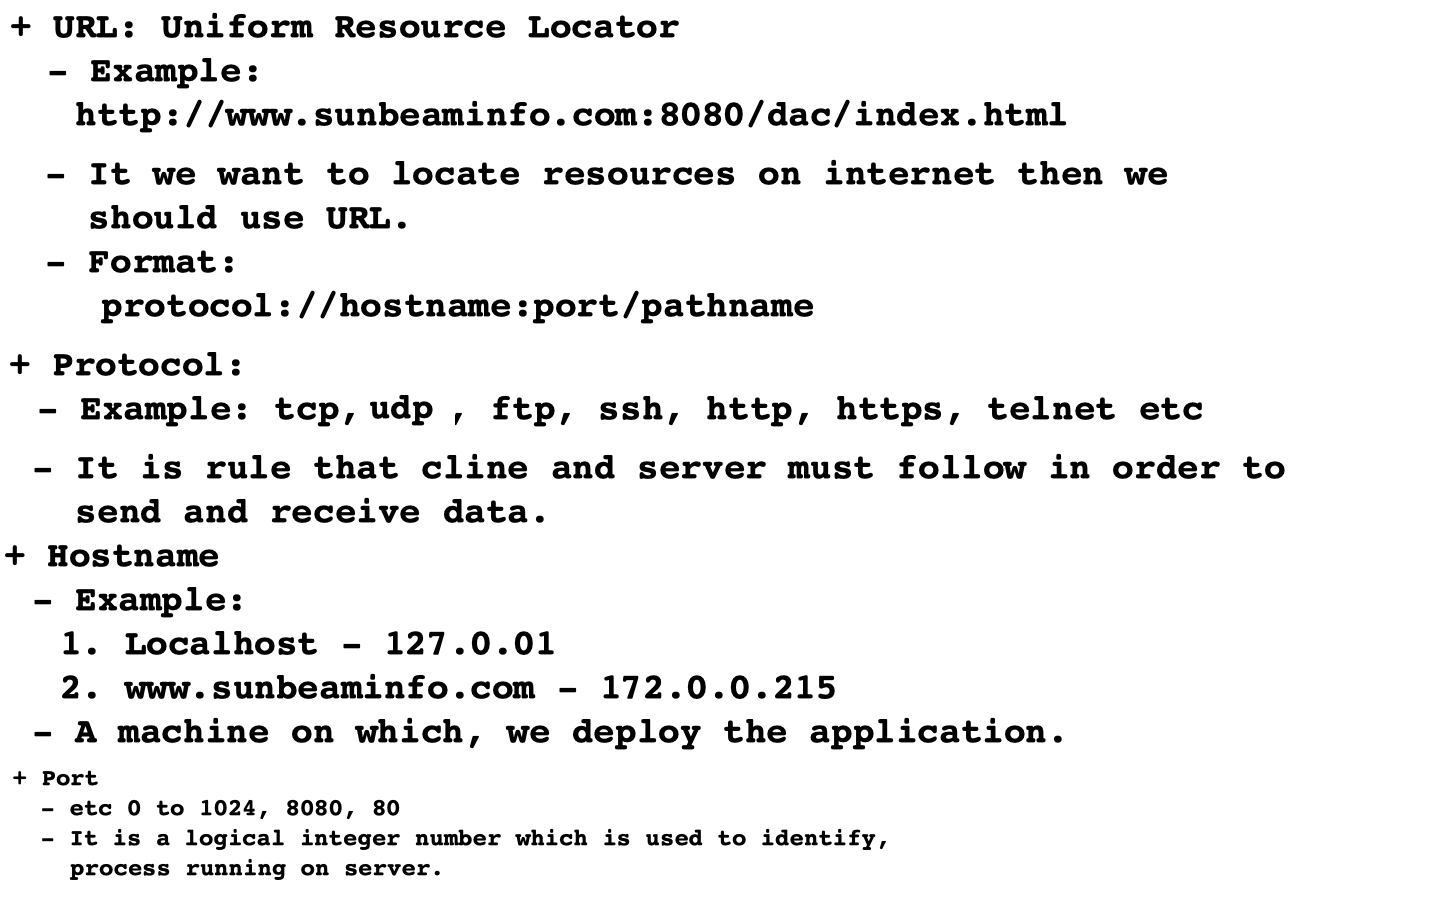 + URL: Uniform Resource Locator
- Example:
http://www.sunbeaminfo.com:8080/dac/index.html
- It we want to locate resources on internet then we
should use URL.
- Format:
protocol://hostname:port/pathname
+ Protocol:
- Example: tcp, udp , ftp, ssh, http, https, telnet etc
- It is rule that cline and server must follow in order to
send and receive data.
+ Hostname
- Example:
1. Localhost - 127.0.01
2. www.sunbeaminfo.com - 172.0.0.215
- A machine on which, we deploy the application.
+ Port
- etc 0 to 1024, 8080, 80
- It is a logical integer number which is used to identify,
process running on server.